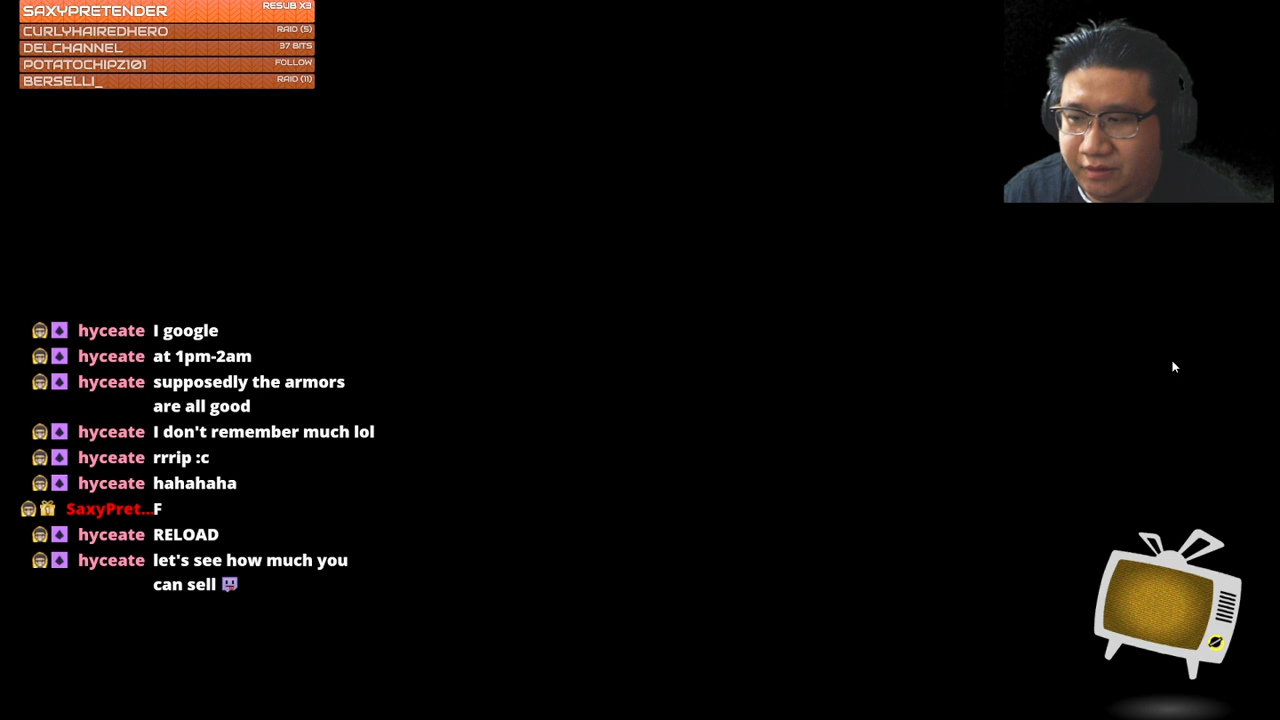 SAXYPRETENDER RESUB X3
CURLYHAIREDHERO RAID (5)
DELCHANNEL 37 BITS
POTATOCHIPZ101 FOLLOW
BERSELLI_ RAID (11)
hyceate I google
hyceate at 1pm-2am
hyceate supposedly the armors
are all good
hyceate I don't remember much lol
hyceate rrrip :c
hyceate hahahaha
SaxyPret... F
hyceate RELOAD
hyceate let's see how much you
can sell